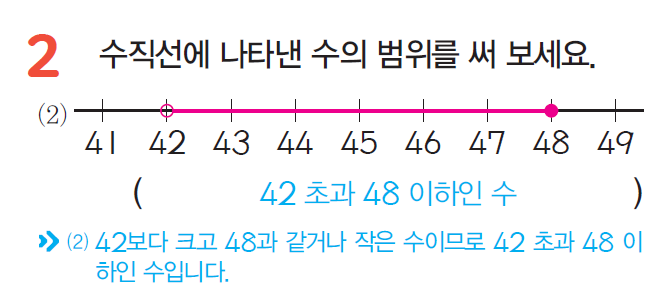 2 수직선에 나타낸 수의 범위를 써 보세요.
(2)
41 42 43 44 45 46 47 48 49
( 42 초과 48 이하인 수 )
» (2) 42보다 크고 48과 같거나 작은 수이므로 42 초과 48 이
하인 수입니다.